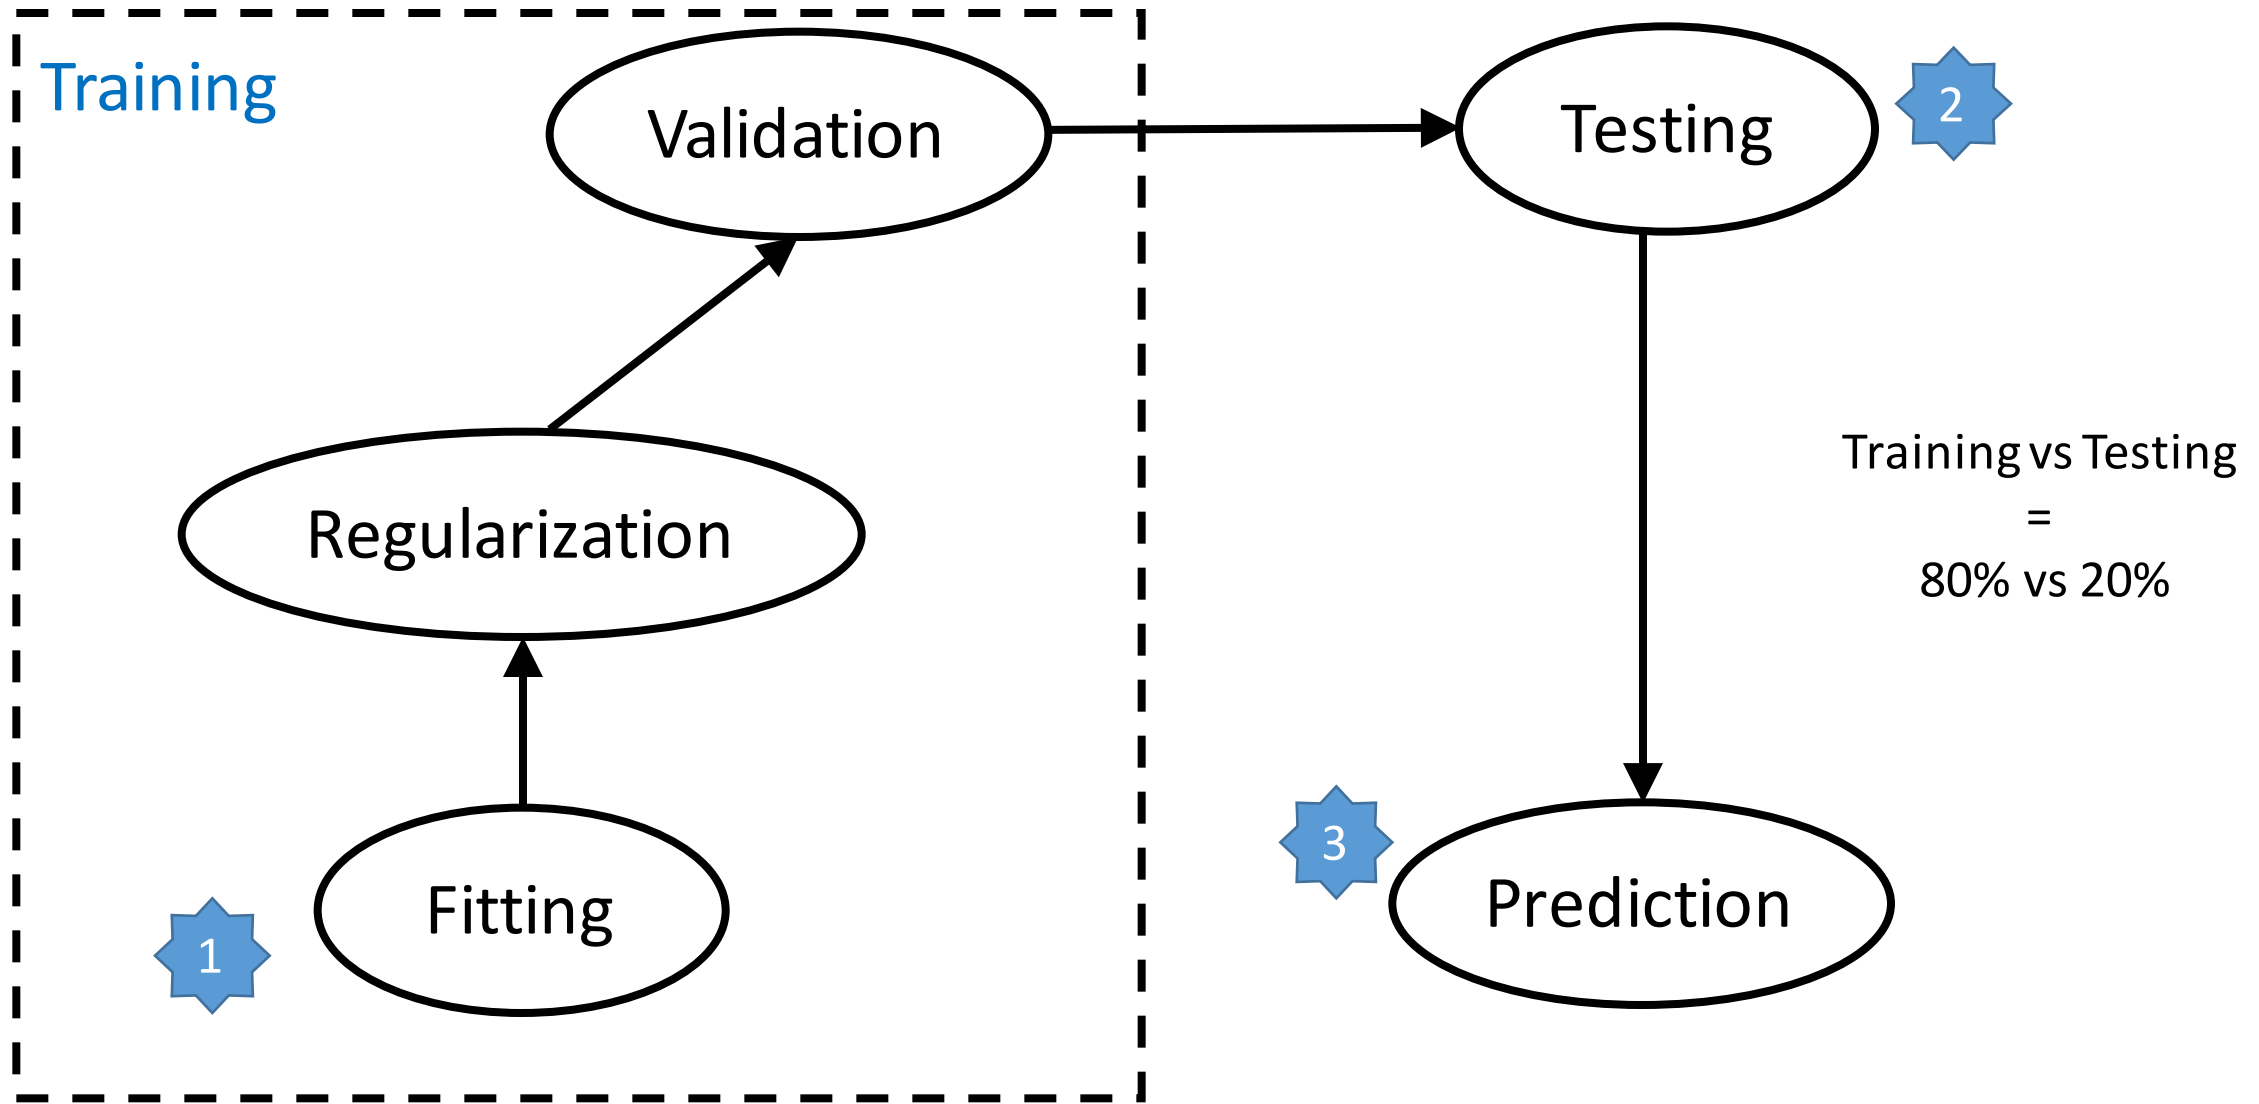 Training
Validation
Testing
2
Regularization
Training vs Testing
=
80% vs 20%
Fitting
1
3
Prediction